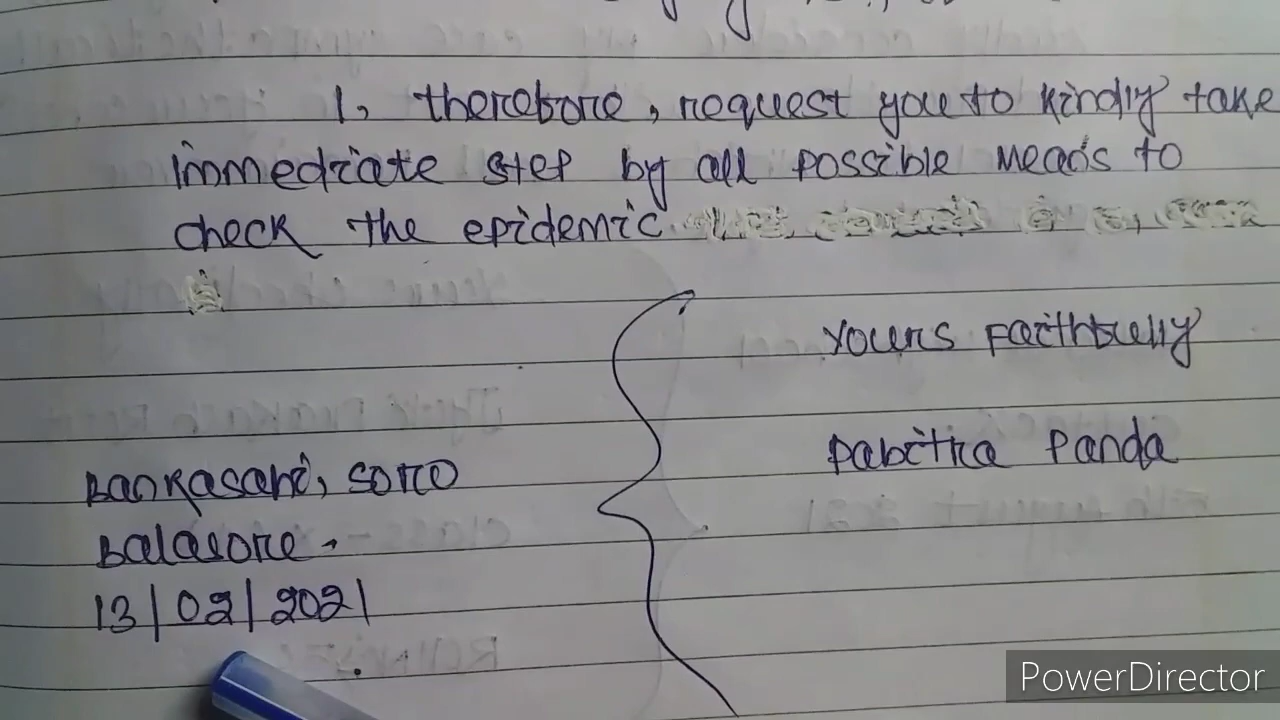 I, therefore, request you to kindly take
immediate step by all possible means to
check the epidemic
Yours Faithfully
Pabitra Panda
Bankasahi, Soro
Balasore.
13/02/2021
PowerDirector